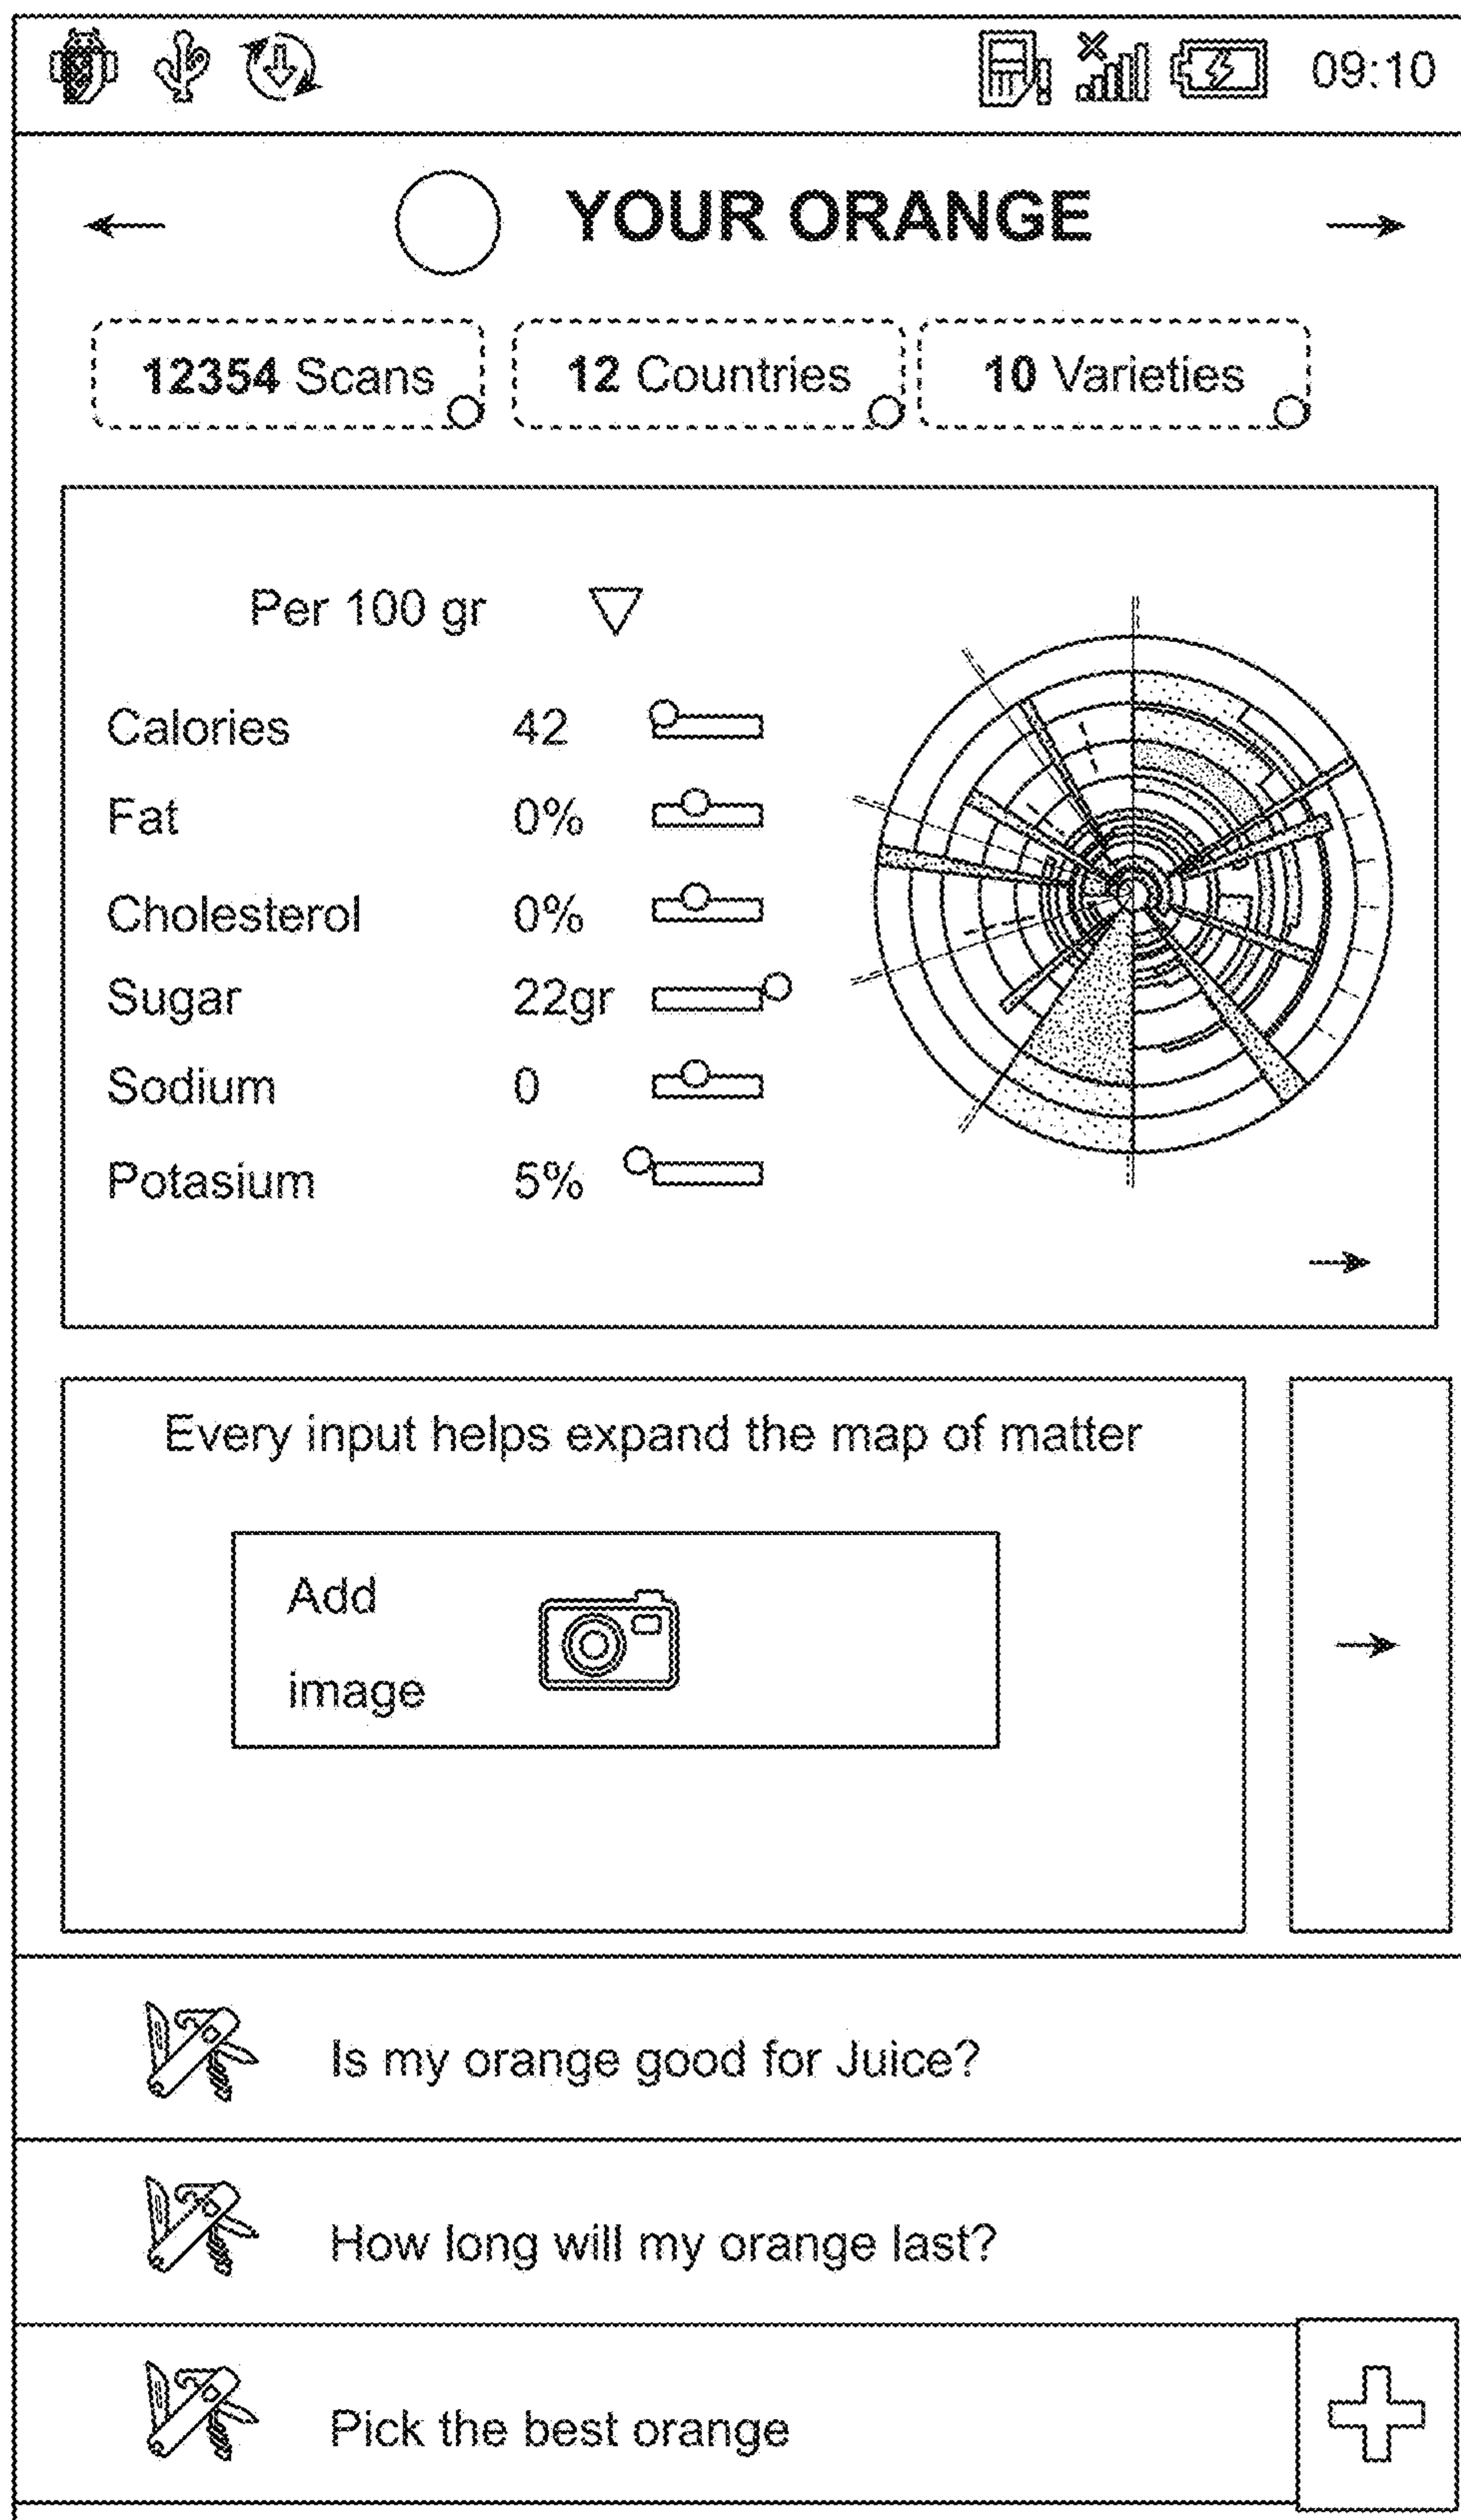 09:10
YOUR ORANGE
12354 Scans 12 Countries 10 Varieties
Per 100 gr
Calories 42
Fat 0%
Cholesterol 0%
Sugar 22gr
Sodium 0
Potasium 5%
Every input helps expand the map of matter
Add
image
Is my orange good for Juice?
How long will my orange last?
Pick the best orange